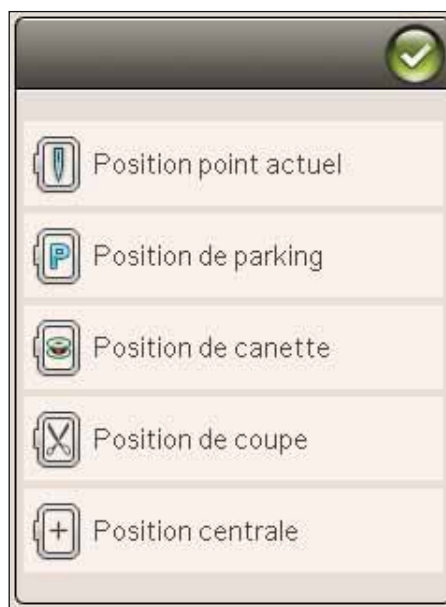 Position point actuel
P
Position de parking
Position de canette
Position de coupe
Position centrale